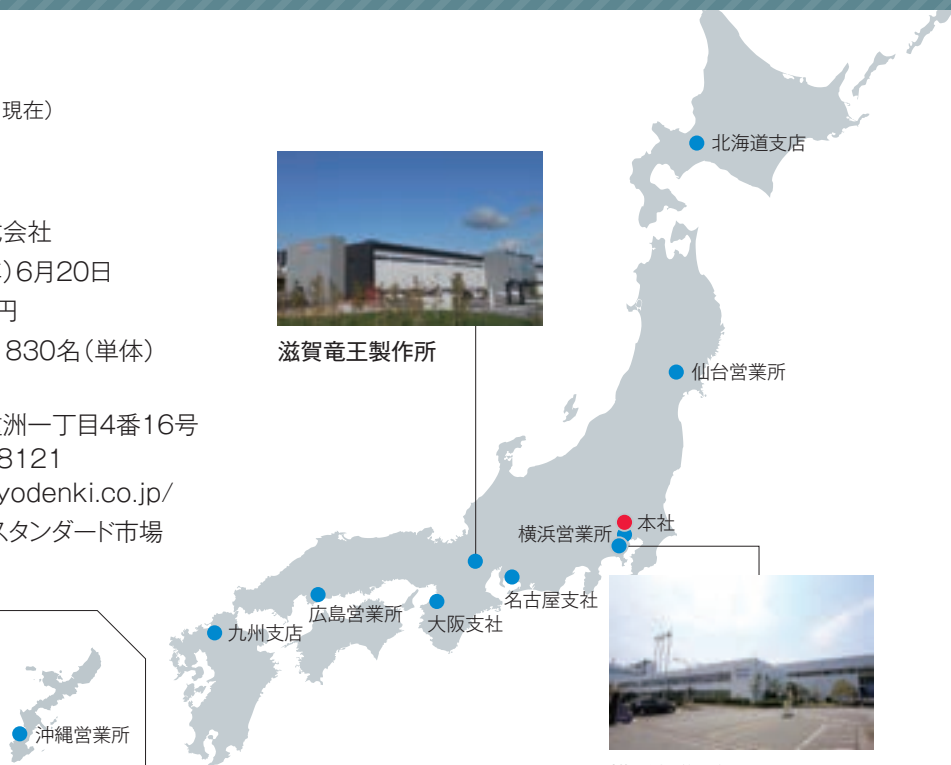 現在）
会社
）6月20日
円
830名（単体）
洲一丁目4番16号
8121
yodenki.co.jp/
スタンダード市場
滋賀竜王製作所
北海道支店
仙台営業所
本社
横浜営業所
名古屋支社
大阪支社
広島営業所
九州支店
沖縄営業所